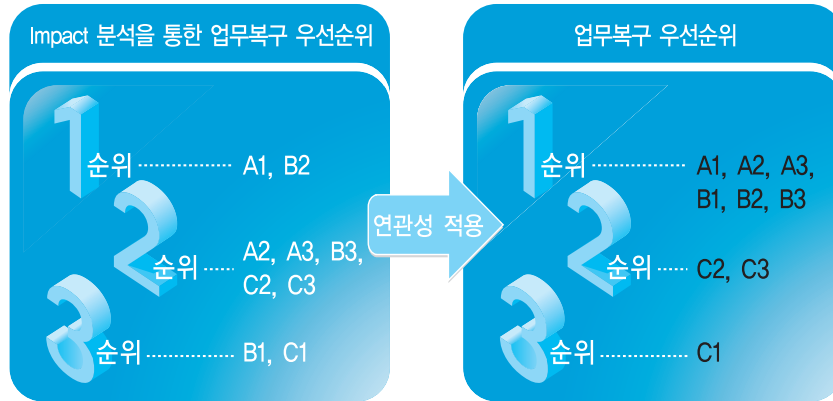 Impact 분석을 통한 업무복구 우선순위
1순위 ················ A1, B2
2순위 ······ A2, A3, B3,
C2, C3
3순위 ··············· B1, C1
연관성 적용
업무복구 우선순위
1순위 ················ A1, A2, A3,
B1, B2, B3
2순위 ······ C2, C3
3순위 ··············· C1